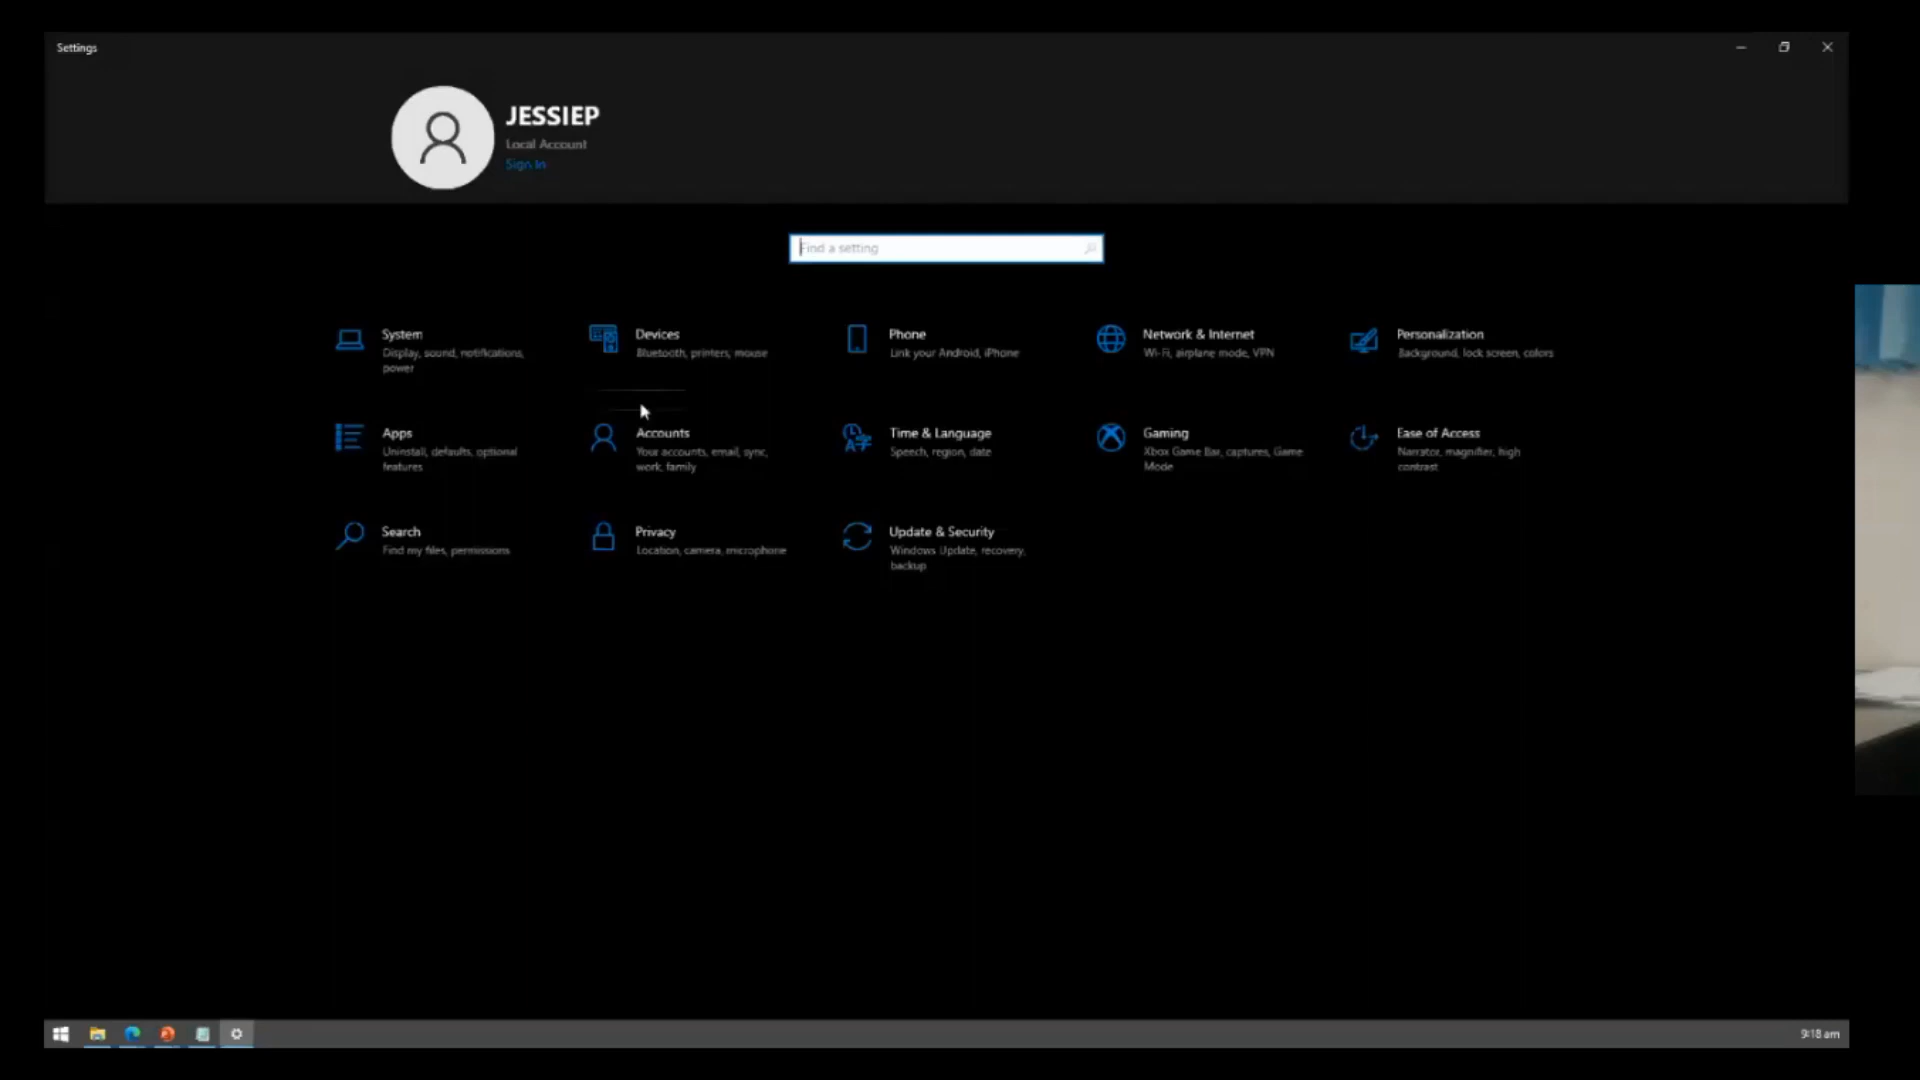 Settings
JESSIEP
Local Account
Sign in
Find a setting
System
Display, sound, notifications,
power
Devices
Bluetooth, printers, mouse
Phone
Link your Android, iPhone
Network & Internet
Wi-Fi, airplane mode, VPN
Personalization
Background, lock screen, colors
Apps
Uninstall, defaults, optional
features
Accounts
Your accounts, email, sync,
work, family
Time & Language
Speech, region, date
Gaming
Xbox Game Bar, captures, Game
Mode
Ease of Access
Narrator, magnifier, high
contrast
Search
Find my files, permissions
Privacy
Location, camera, microphone
Update & Security
Windows Update, recovery,
backup
9:18 am